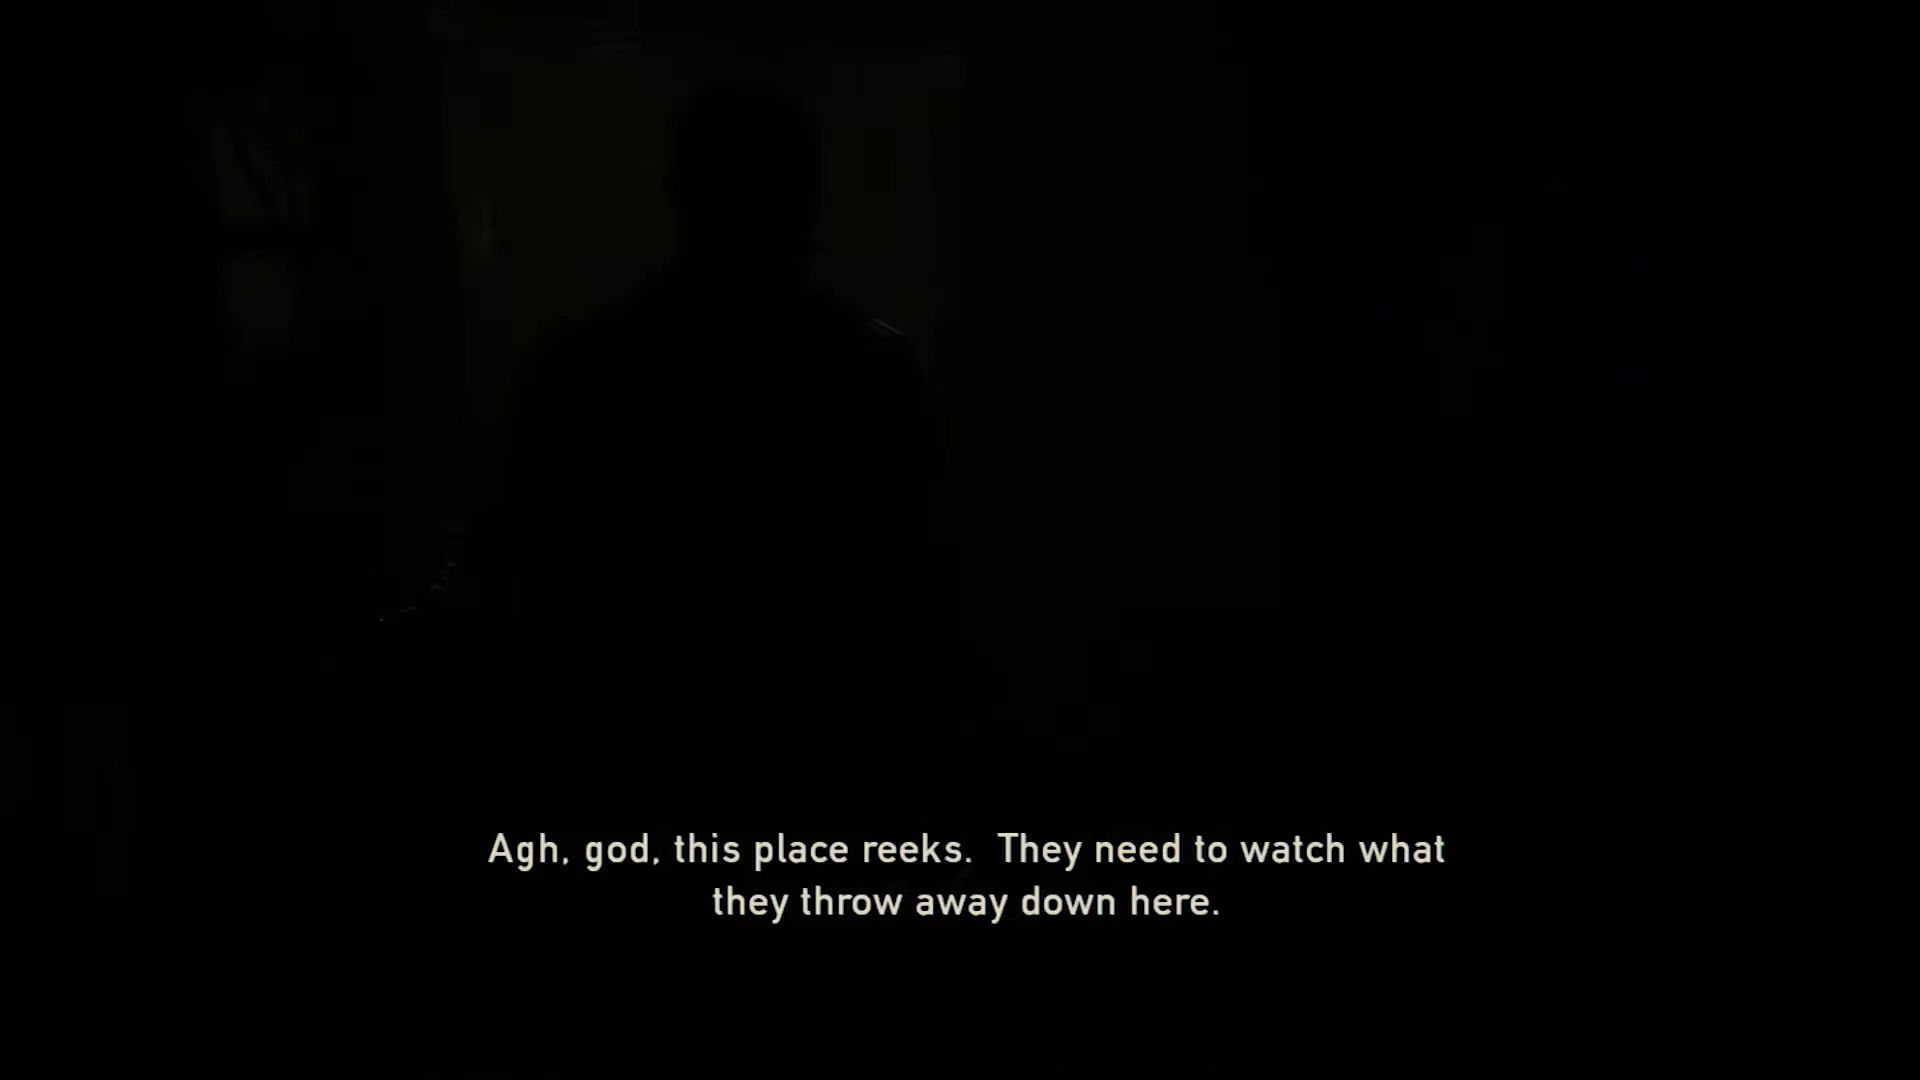 Agh, god, this place reeks.  They need to watch what
they throw away down here.